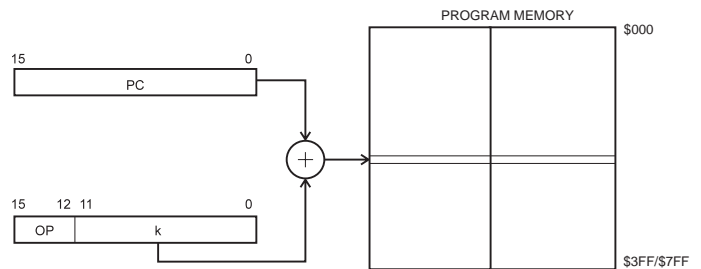 PROGRAM MEMORY
$000
15 0
PC
+
15 12 11 0
OP k
$3FF/$7FF